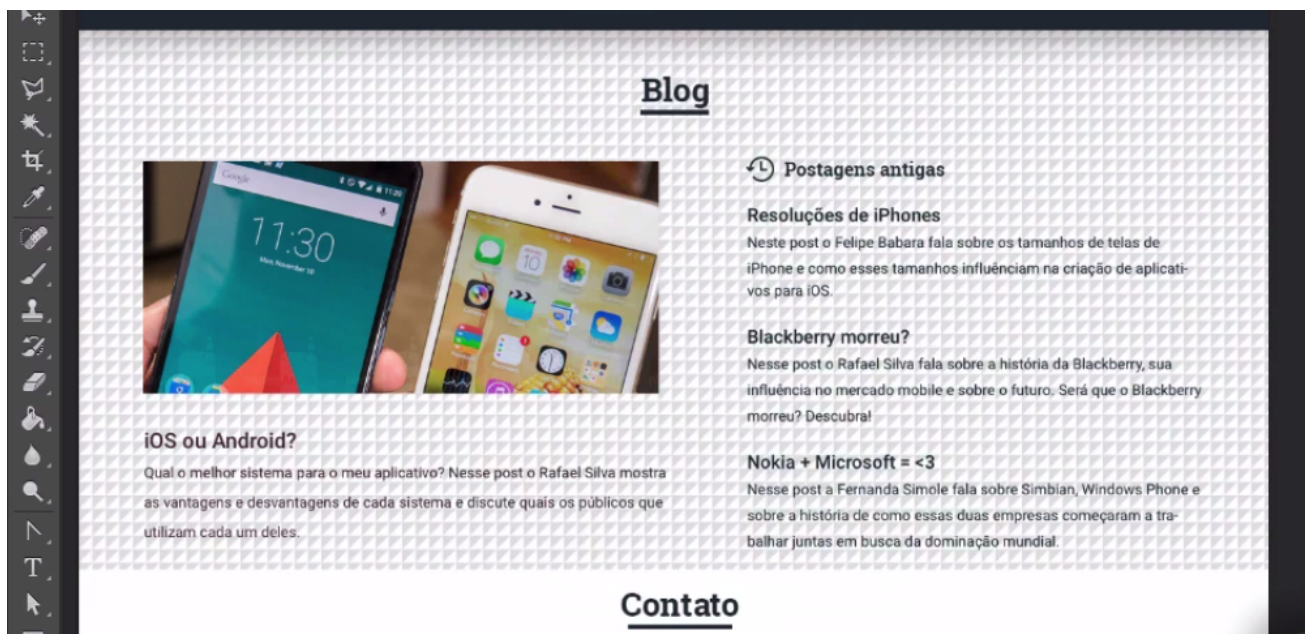 Blog
Google
11:20
11:30
Postagens antigas
Resoluções de iPhones
Neste post o Felipe Babara fala sobre os tamanhos de telas de
iPhone e como esses tamanhos influênciam na criação de aplicati-
vos para iOS.
Blackberry morreu?
Nesse post o Rafael Silva fala sobre a história da Blackberry, sua
influência no mercado mobile e sobre o futuro. Será que o Blackberry
morreu? Descubra!
Nokia + Microsoft = <3
Nesse post a Fernanda Simole fala sobre Simbian, Windows Phone e
sobre a história de como essas duas empresas começaram a tra-
balhar juntas em busca da dominação mundial.
iOS ou Android?
Qual o melhor sistema para o meu aplicativo? Nesse post o Rafael Silva mostra
as vantagens e desvantagens de cada sistema e discute quais os públicos que
utilizam cada um deles.
Contato